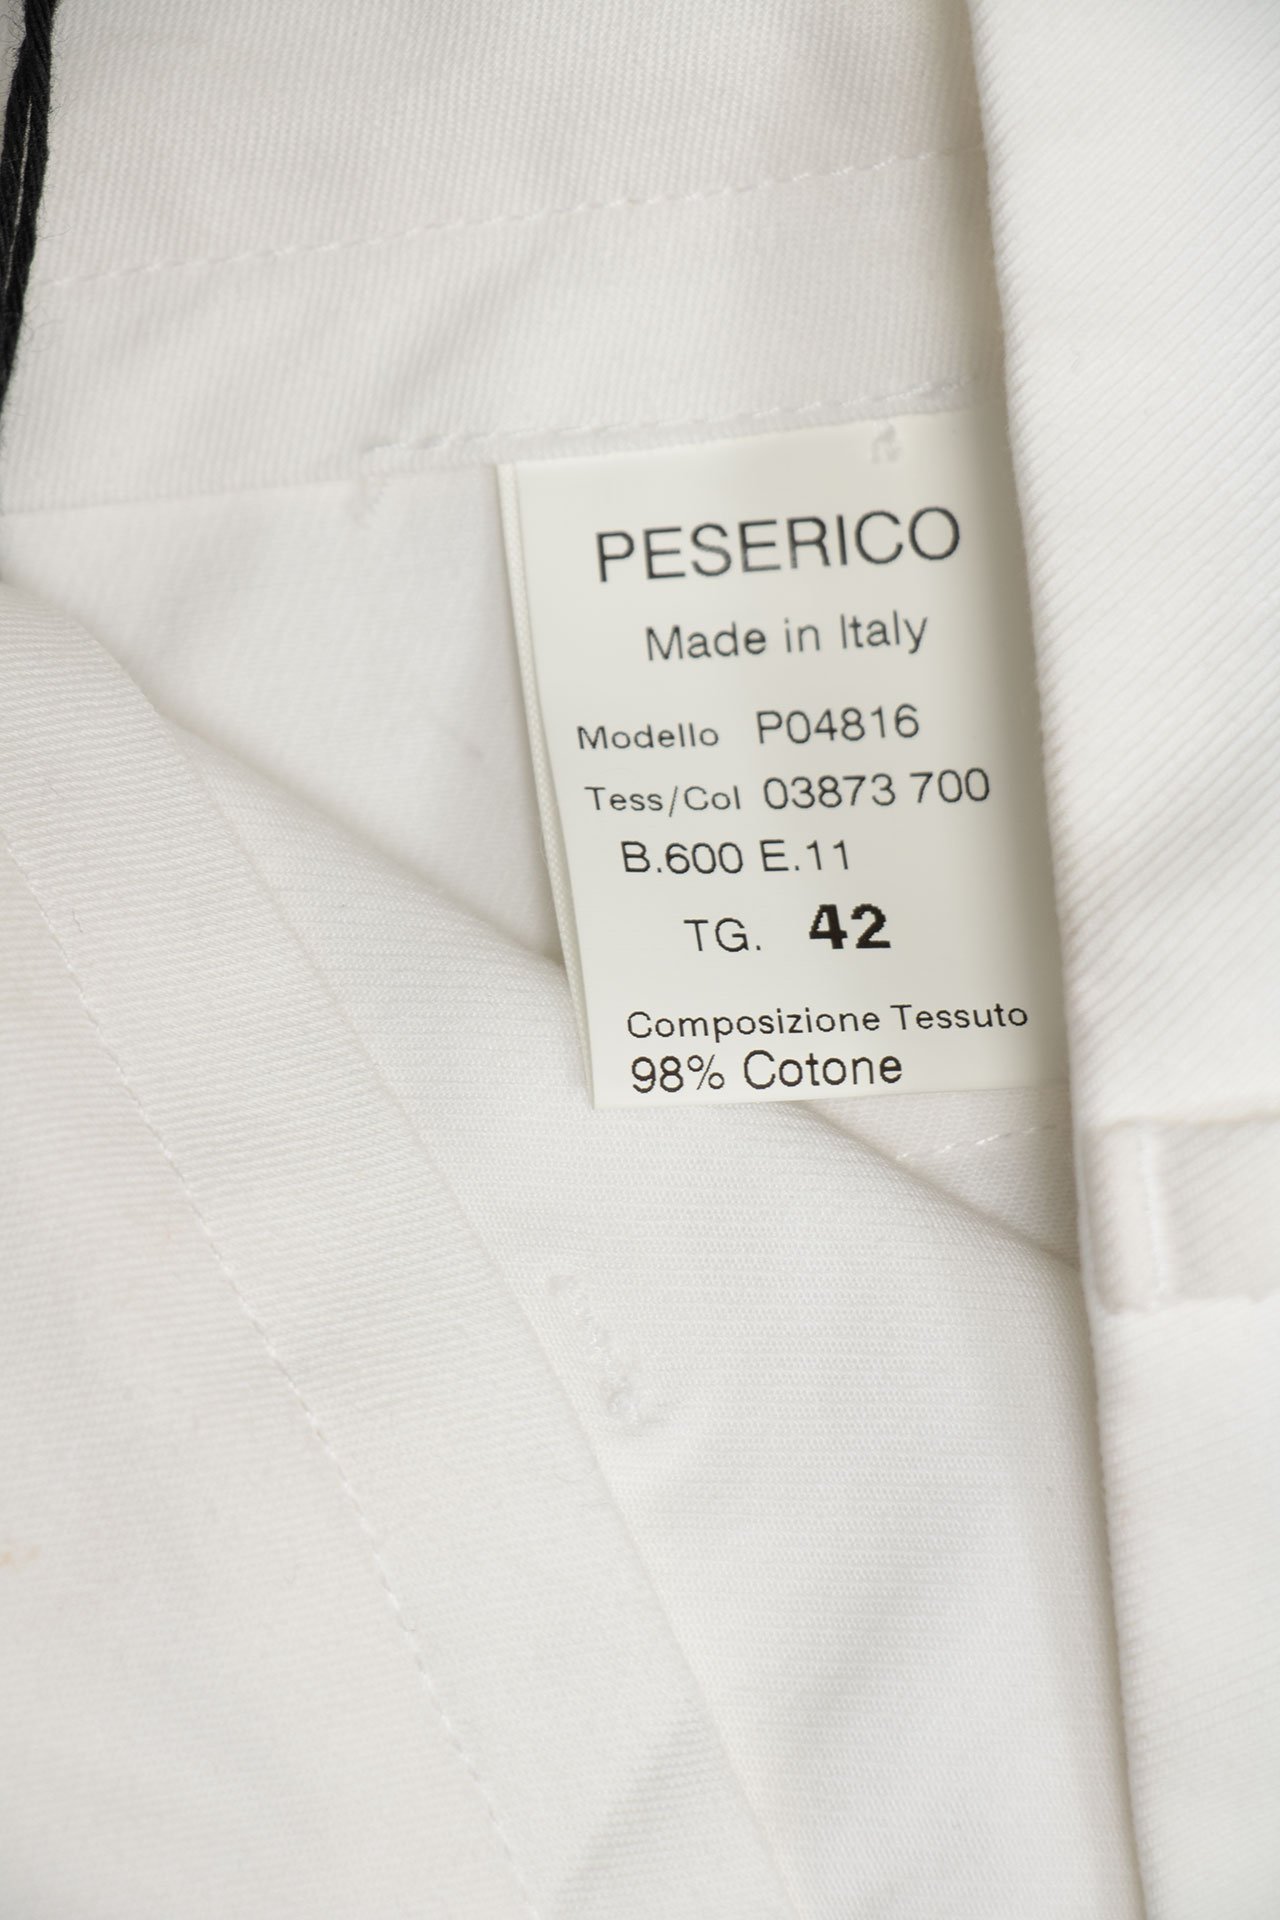 PESERICO
Made in Italy
Modello P04816
Tess/Col 03873 700
B.600 E.11
TG. 42
Composizione Tessuto
98% Cotone